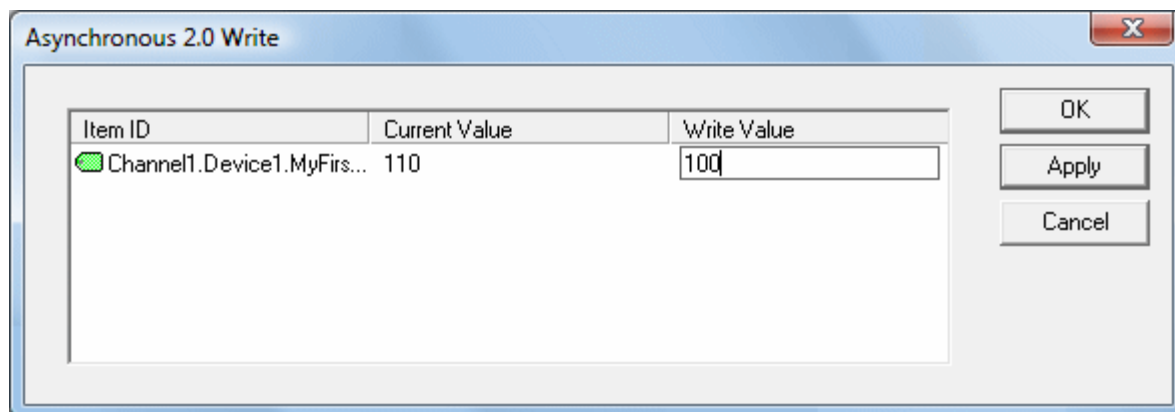 Asynchronous 2.0 Write
Item ID Current Value Write Value
Channel1.Device1.MyFirs... 110 100
OK
Apply
Cancel